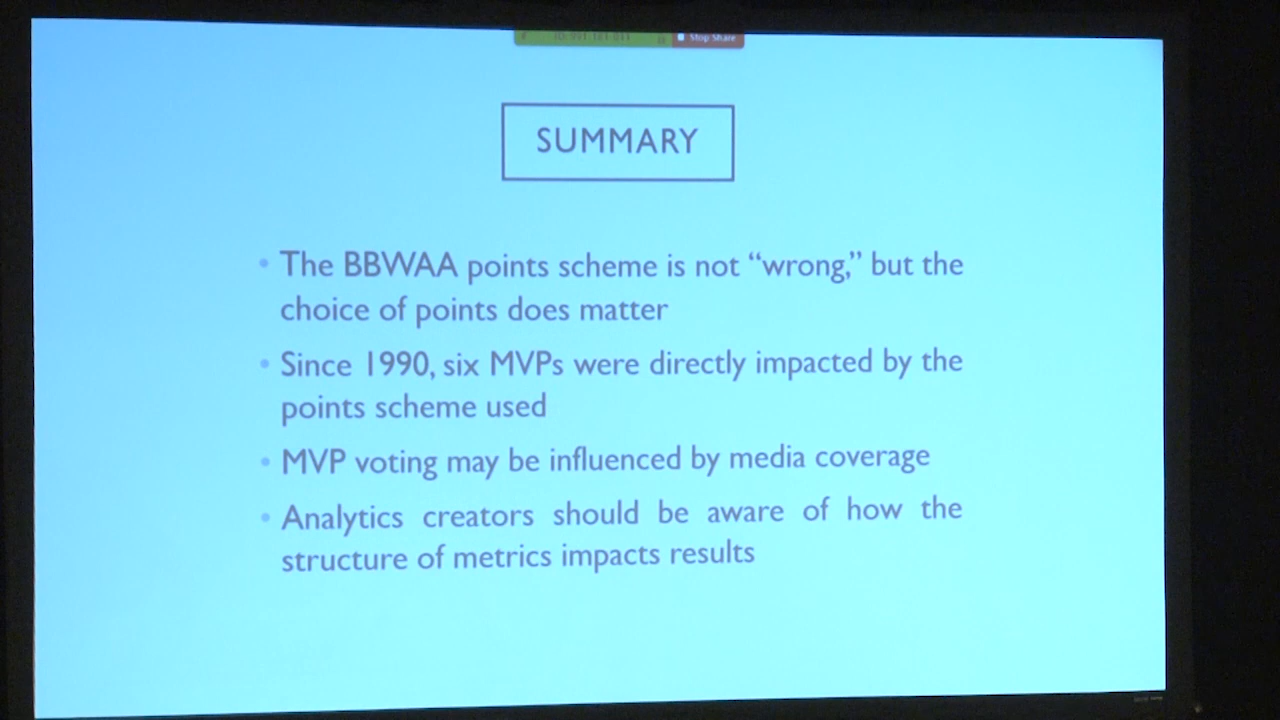 Stop Share
SUMMARY
• The BBWAA points scheme is not “wrong,” but the
choice of points does matter
• Since 1990, six MVPs were directly impacted by the
points scheme used
• MVP voting may be influenced by media coverage
• Analytics creators should be aware of how the
structure of metrics impacts results